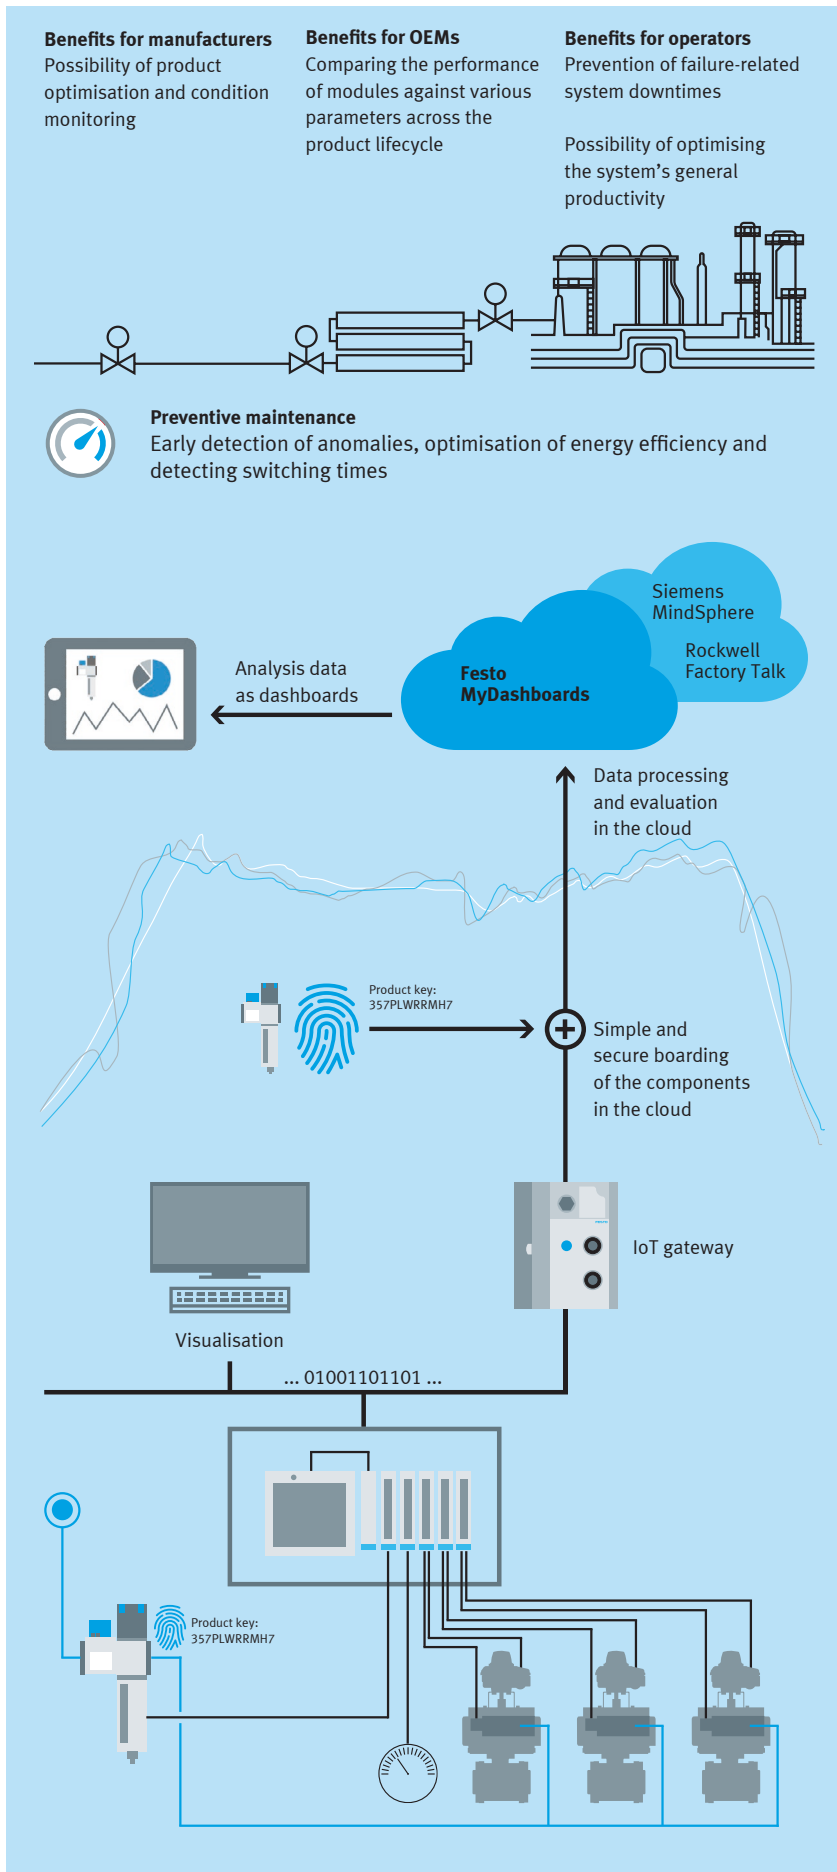 Benefits for manufacturers
Possibility of product
optimisation and condition
monitoring
Benefits for OEMs
Comparing the performance
of modules against various
parameters across the
product lifecycle
Benefits for operators
Prevention of failure-related
system downtimes
Possibility of optimising
the system's general
productivity
Preventive maintenance
Early detection of anomalies, optimisation of energy efficiency and
detecting switching times
Siemens
MindSphere
Rockwell
Factory Talk
Festo
MyDashboards
Analysis data
as dashboards
Data processing
and evaluation
in the cloud
Product key:
357PLWRRMH7
Simple and
secure boarding
of the components
in the cloud
IoT gateway
Visualisation
... 01001101101 ...
Product key:
357PLWRRMH7